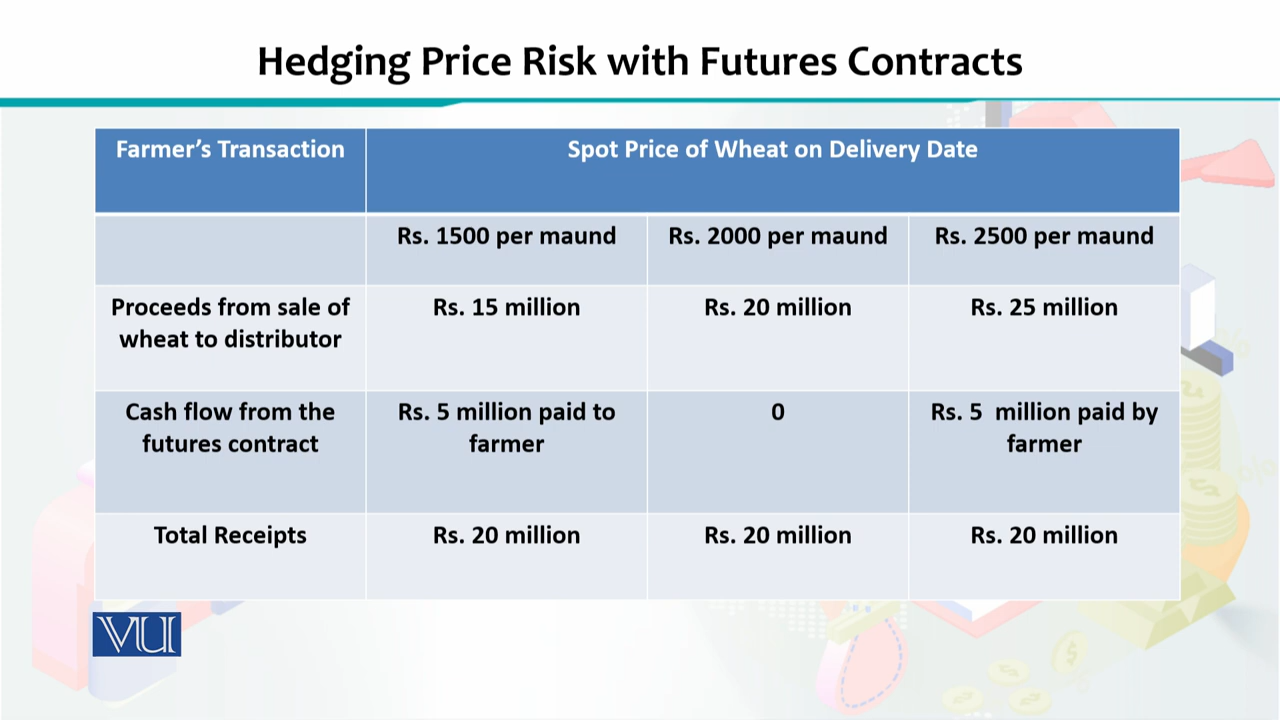 Hedging Price Risk with Futures Contracts
Farmer's Transaction
Spot Price of Wheat on Delivery Date
Rs. 1500 per maund
Rs. 2000 per maund
Rs. 2500 per maund
Proceeds from sale of
wheat to distributor
Rs. 15 million
Rs. 20 million
Rs. 25 million
Cash flow from the
futures contract
Rs. 5 million paid to
farmer
0
Rs. 5 million paid by
farmer
Total Receipts
Rs. 20 million
Rs. 20 million
Rs. 20 million
VU